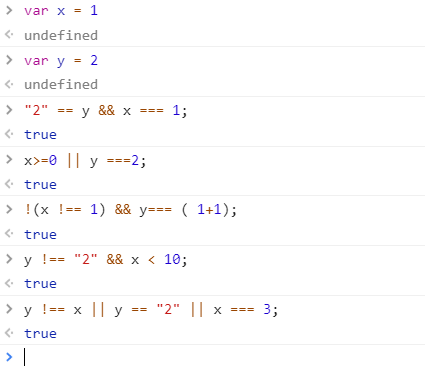 var x = 1
undefined
var y = 2
undefined
"2" == y && x === 1;
true
x>=0 || y ===2;
true
!(x !== 1) && y=== ( 1+1);
true
y !== "2" && x < 10;
true
y !== x || y == "2" || x === 3;
true